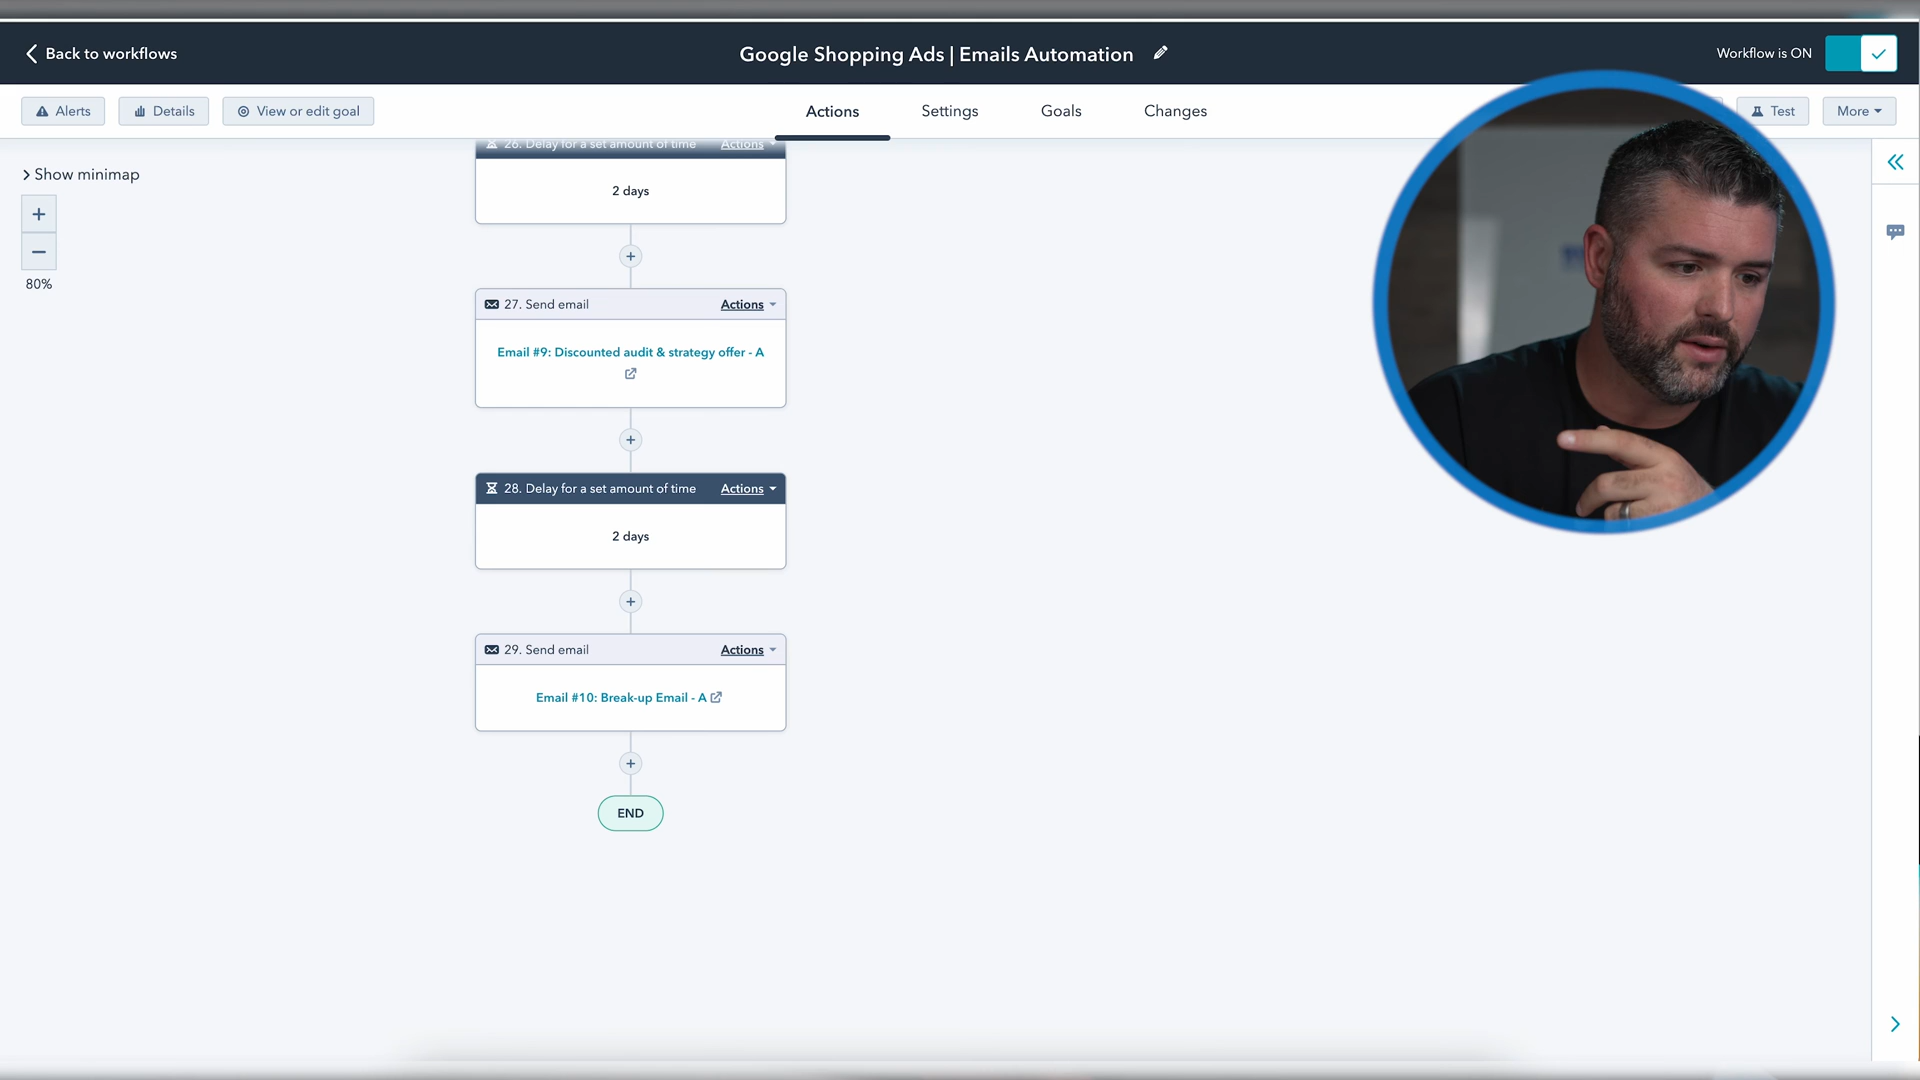 Back to workflows
Google Shopping Ads | Emails Automation
Workflow is ON
Alerts
Details
View or edit goal
Actions
Settings
Goals
Changes
Test
More
Show minimap
80%
26. Delay for a set amount of time
Actions
2 days
27. Send email
Actions
Email #9: Discounted audit & strategy offer - A
28. Delay for a set amount of time
Actions
2 days
29. Send email
Actions
Email #10: Break-up Email - A
END